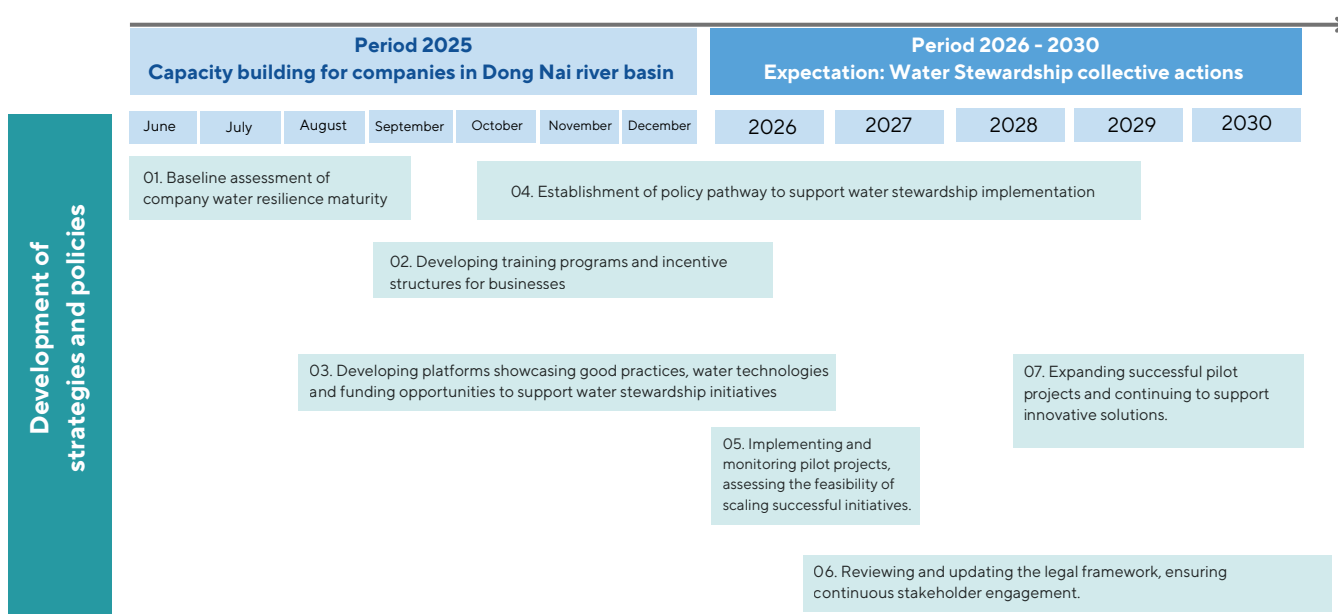 Period 2025
Capacity building for companies in Dong Nai river basin
Period 2026 - 2030
Expectation: Water Stewardship collective actions
June
July
August
September
October
November
December
2026
2027
2028
2029
2030
Development of
strategies and policies
01. Baseline assessment of
company water resilience maturity
04. Establishment of policy pathway to support water stewardship implementation
02. Developing training programs and incentive
structures for businesses
03. Developing platforms showcasing good practices, water technologies
and funding opportunities to support water stewardship initiatives
07. Expanding successful pilot
projects and continuing to support
innovative solutions.
05. Implementing and
monitoring pilot projects,
assessing the feasibility of
scaling successful initiatives.
06. Reviewing and updating the legal framework, ensuring
continuous stakeholder engagement.